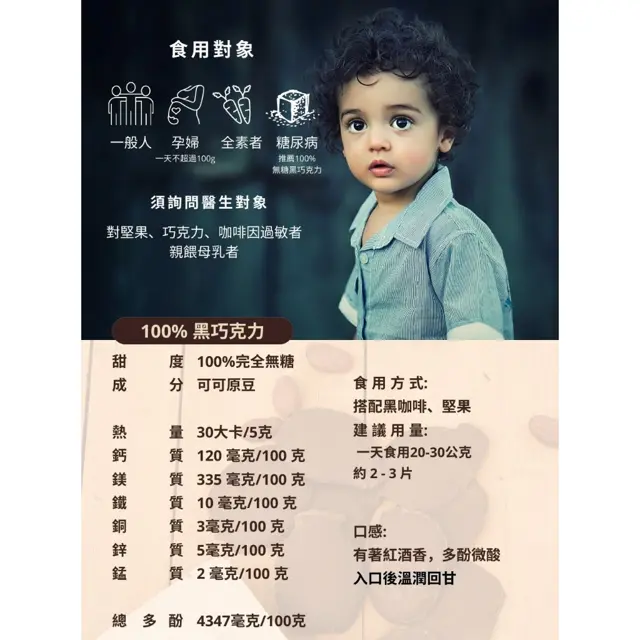 食用對象
一般人 孕婦 全素者 糖尿病
一天不超過100g 推薦100%
無糖黑巧克力
須詢問醫生對象
對堅果、巧克力、咖啡因過敏者
親餵母乳者
100% 黑巧克力
甜 度 100%完全無糖
成 分 可可原豆
熱 量 30大卡/5克
鈣 質 120 毫克/100 克
鎂 質 335 毫克/100 克
鐵 質 10 毫克/100 克
銅 質 3毫克/100 克
鋅 質 5毫克/100 克
錳 質 2 毫克/100 克
總 多 酚 4347毫克/100克
食用方式:
搭配黑咖啡、堅果
建議用量:
一天食用20-30公克
約 2 - 3 片
口感:
有著紅酒香，多酚微酸
入口後溫潤回甘